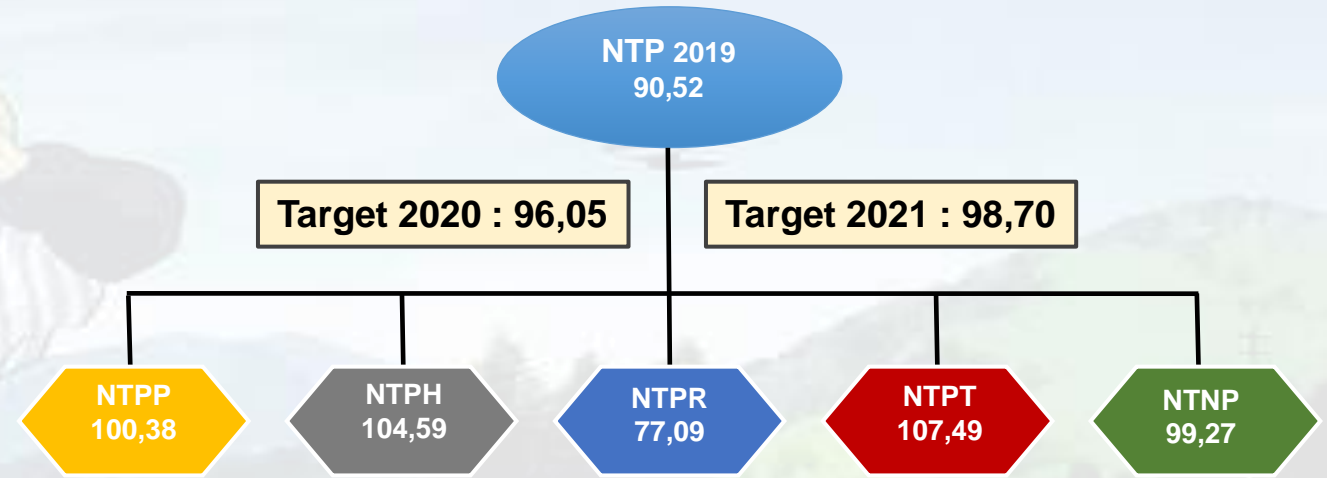 NTP 2019
90,52
Target 2020 : 96,05
Target 2021 : 98,70
NTPP
100,38
NTPH
104,59
NTPR
77,09
NTPT
107,49
NTNP
99,27